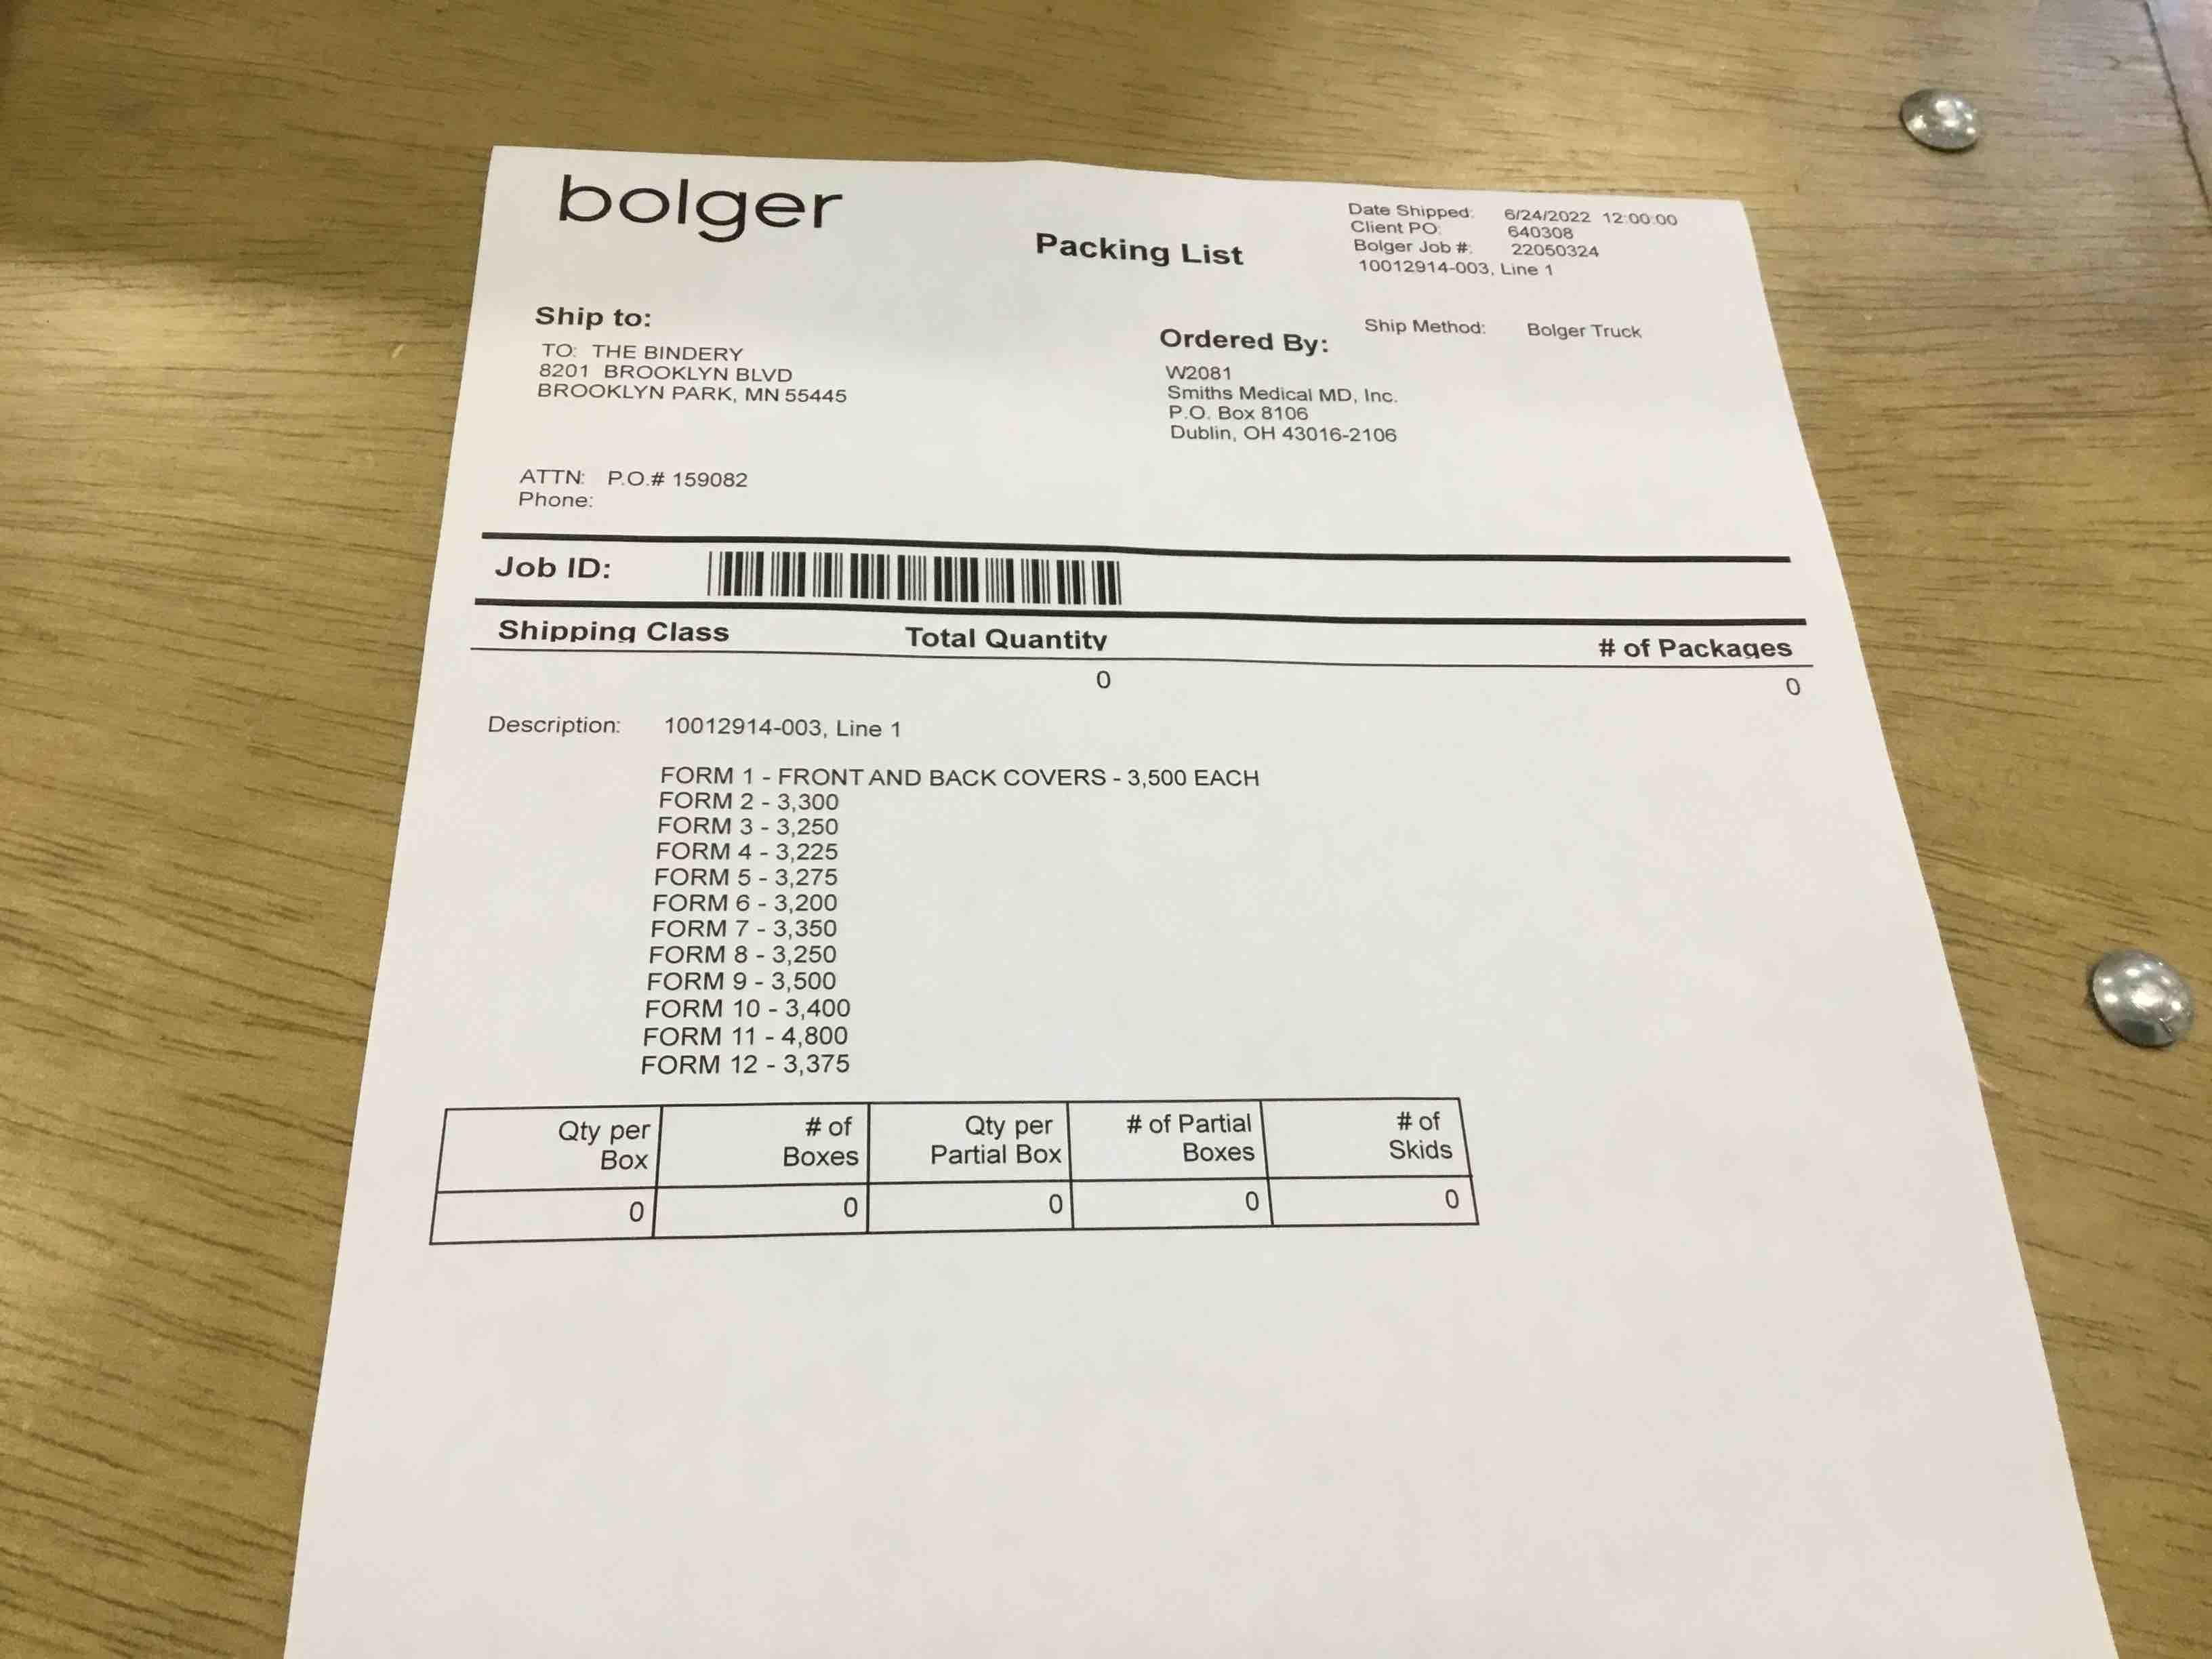 bolger
Packing List
Date Shipped: 6/24/2022 12:00:00
Client PO: 640308
Bolger Job #: 22050324
10012914-003, Line 1
Ship Method: Bolger Truck
Ship to:
TO: THE BINDERY
8201 BROOKLYN BLVD
BROOKLYN PARK, MN 55445
Ordered By:
W2081
Smiths Medical MD, Inc.
P.O. Box 8106
Dublin, OH 43016-2106
ATTN: P.O.# 159082
Phone:
Job ID:
Shipping Class Total Quantity # of Packages
0 0
Description: 10012914-003, Line 1
FORM 1 - FRONT AND BACK COVERS - 3,500 EACH
FORM 2 - 3,300
FORM 3 - 3,250
FORM 4 - 3,225
FORM 5 - 3,275
FORM 6 - 3,200
FORM 7 - 3,350
FORM 8 - 3,250
FORM 9 - 3,500
FORM 10 - 3,400
FORM 11 - 4,800
FORM 12 - 3,375
Qty per # of Qty per # of Partial # of
Box Boxes Partial Box Boxes Skids
0 0 0 0 0